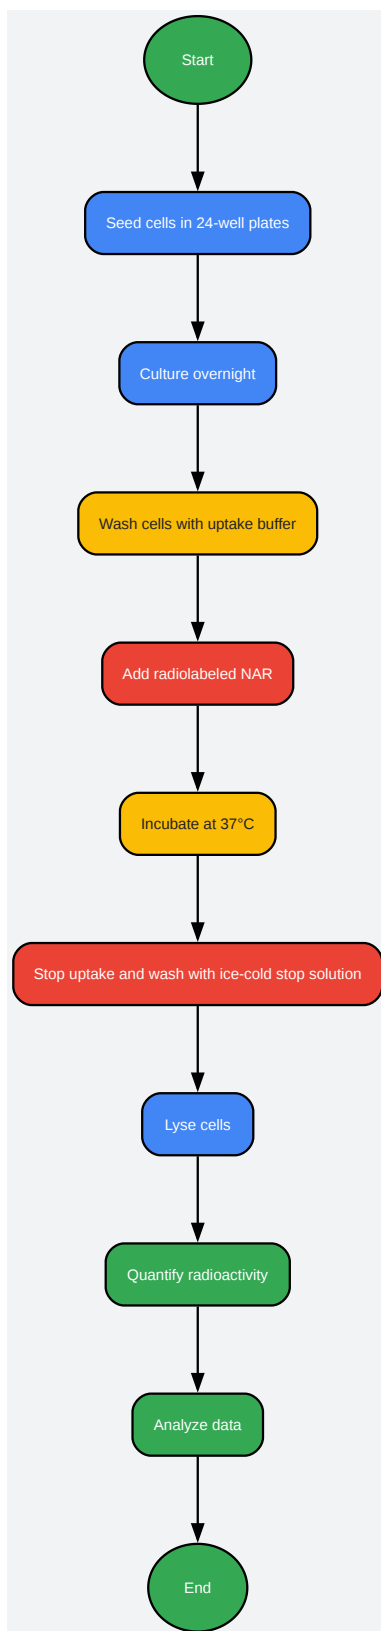 Start
Seed cells in 24-well plates
Culture overnight
Wash cells with uptake buffer
Add radiolabeled NAR
Incubate at 37°C
Stop uptake and wash with ice-cold stop solution
Lyse cells
Quantify radioactivity
Analyze data
End